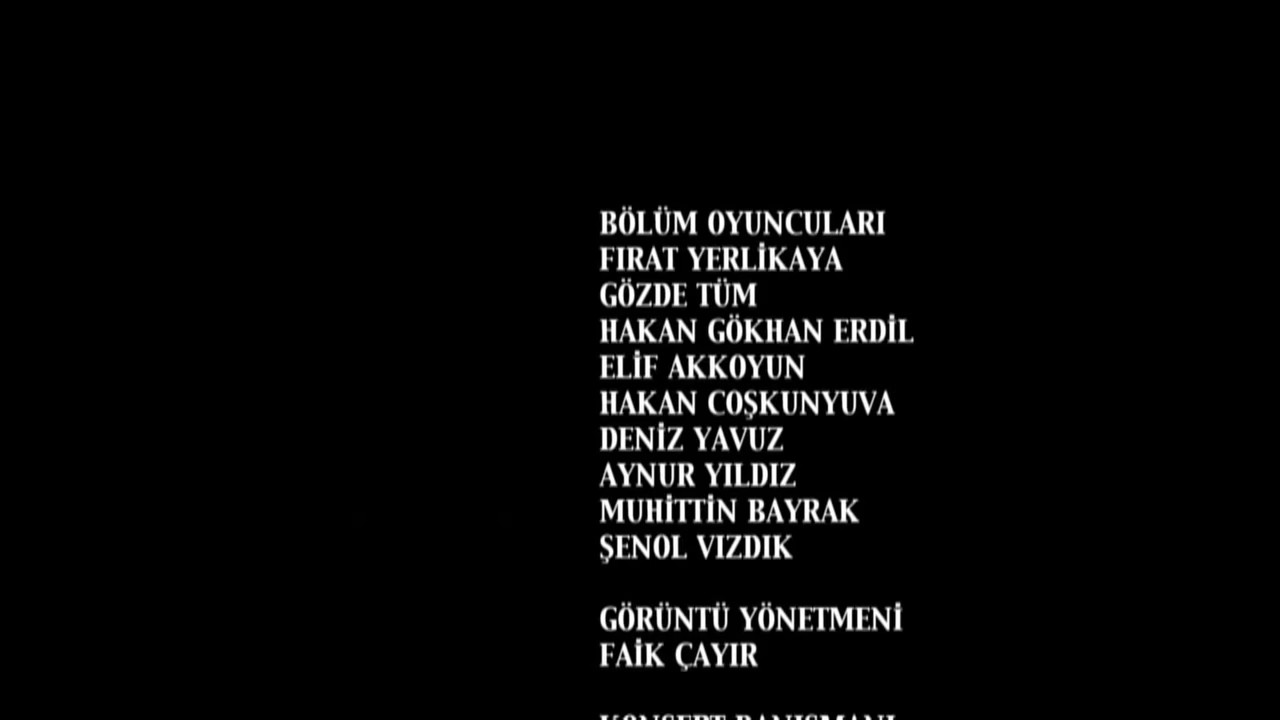 BÖLÜM OYUNCULARI
FIRAT YERLİKAYA
GÖZDE TÜM
HAKAN GÖKHAN ERDİL
ELİF AKKOYUN
HAKAN COŞKUNYUVA
DENİZ YAVUZ
AYNUR YILDIZ
MUHİTTİN BAYRAK
ŞENOL VIZDIK
GÖRÜNTÜ YÖNETMENİ
FAİK ÇAYIR